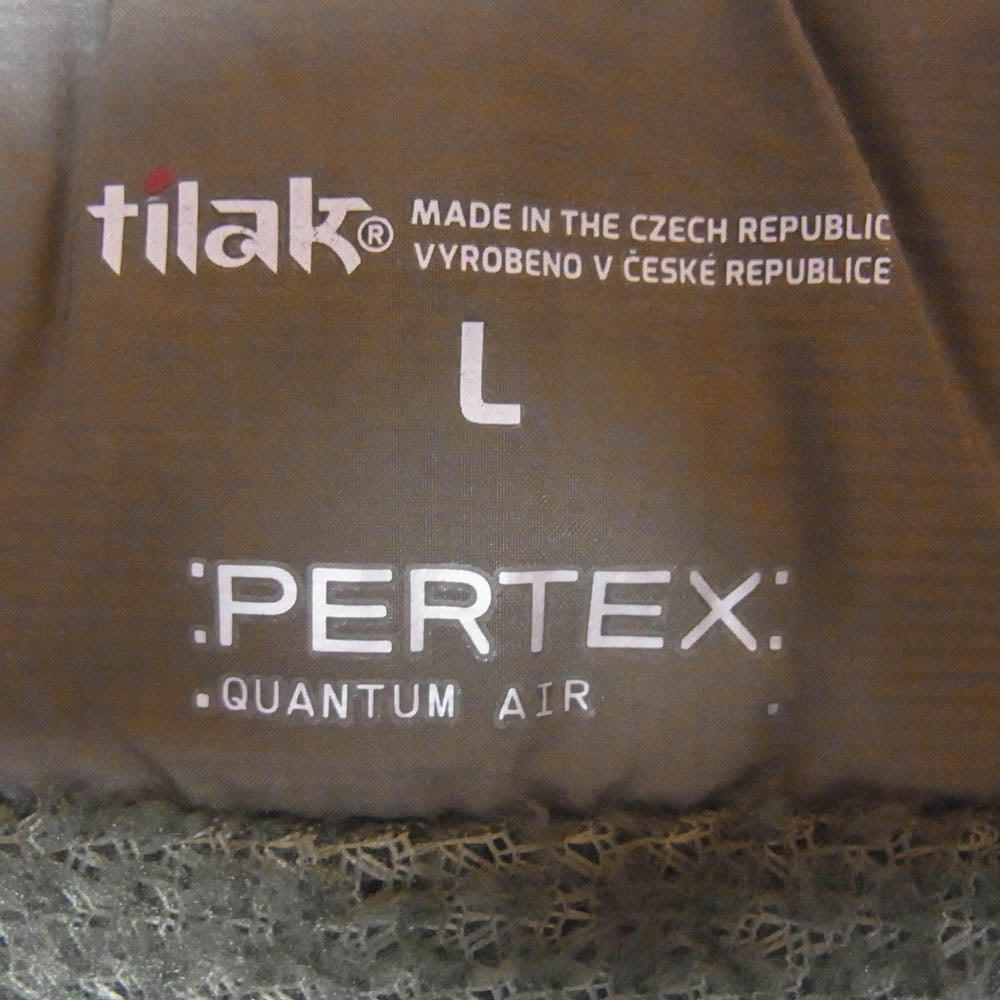 tilak®
MADE IN THE CZECH REPUBLIC
VYROBENO V ČESKÉ REPUBLICE
L
PERTEX
QUANTUM AIR